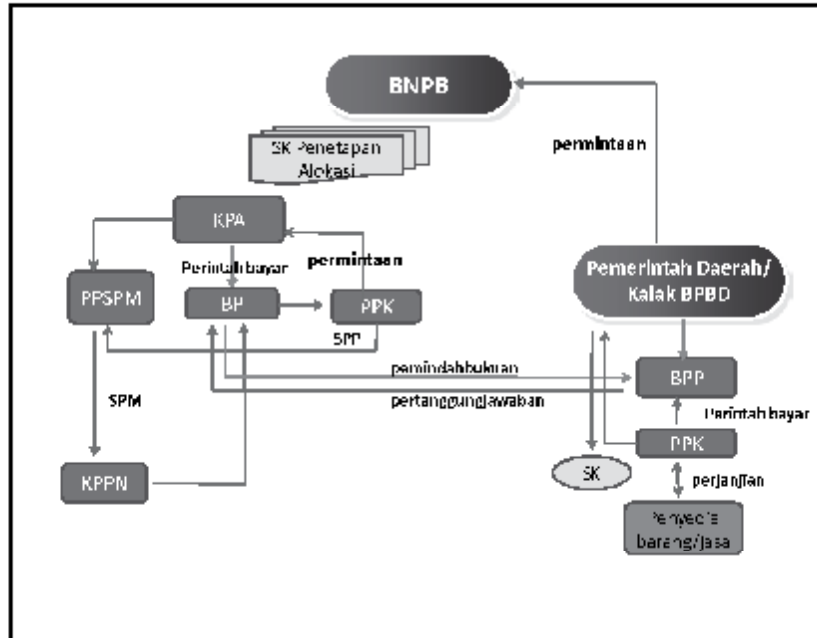 BNPB
SK Penetapan
Alokasi
permintaan
KPA
Perintah bayar
permintaan
PPSPM
BP
PPK
SPP
Pemerintah Daerah/
Kalak BPBD
pemindahbukuan
pertanggungjawaban
BPP
Perintah bayar
SPM
PPK
KPPN
SK
perjanjian
Penyedia
barang/jasa